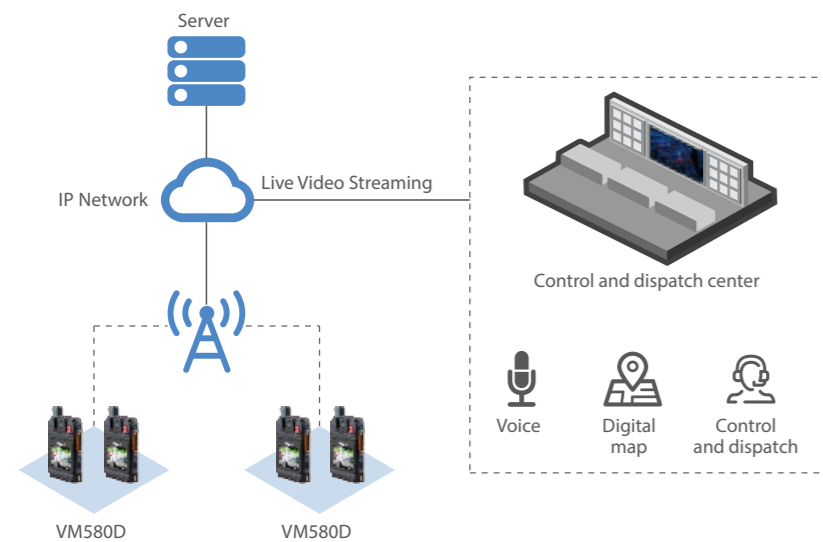 Server
IP Network
Live Video Streaming
Control and dispatch center
Voice
Digital
map
Control
and dispatch
VM580D
VM580D